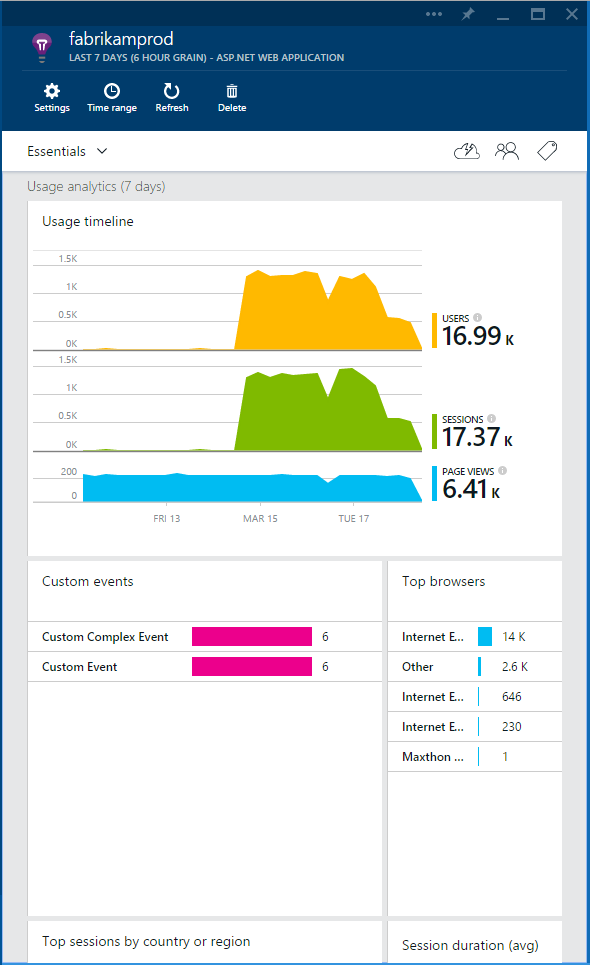 fabrikamprod
LAST 7 DAYS (6 HOUR GRAIN) - ASP.NET WEB APPLICATION
Settings Time range Refresh Delete
Essentials
Usage analytics (7 days)
Usage timeline
1.5K
1K
0.5K
0K
USERS
16.99 K
1.5K
1K
0.5K
0K
SESSIONS
17.37 K
200
0
PAGE VIEWS
6.41 K
FRI 13 MAR 15 TUE 17
Custom events
Custom Complex Event 6
Custom Event 6
Top browsers
Internet E... 14 K
Other 2.6 K
Internet E... 646
Internet E... 230
Maxthon ... 1
Top sessions by country or region
Session duration (avg)